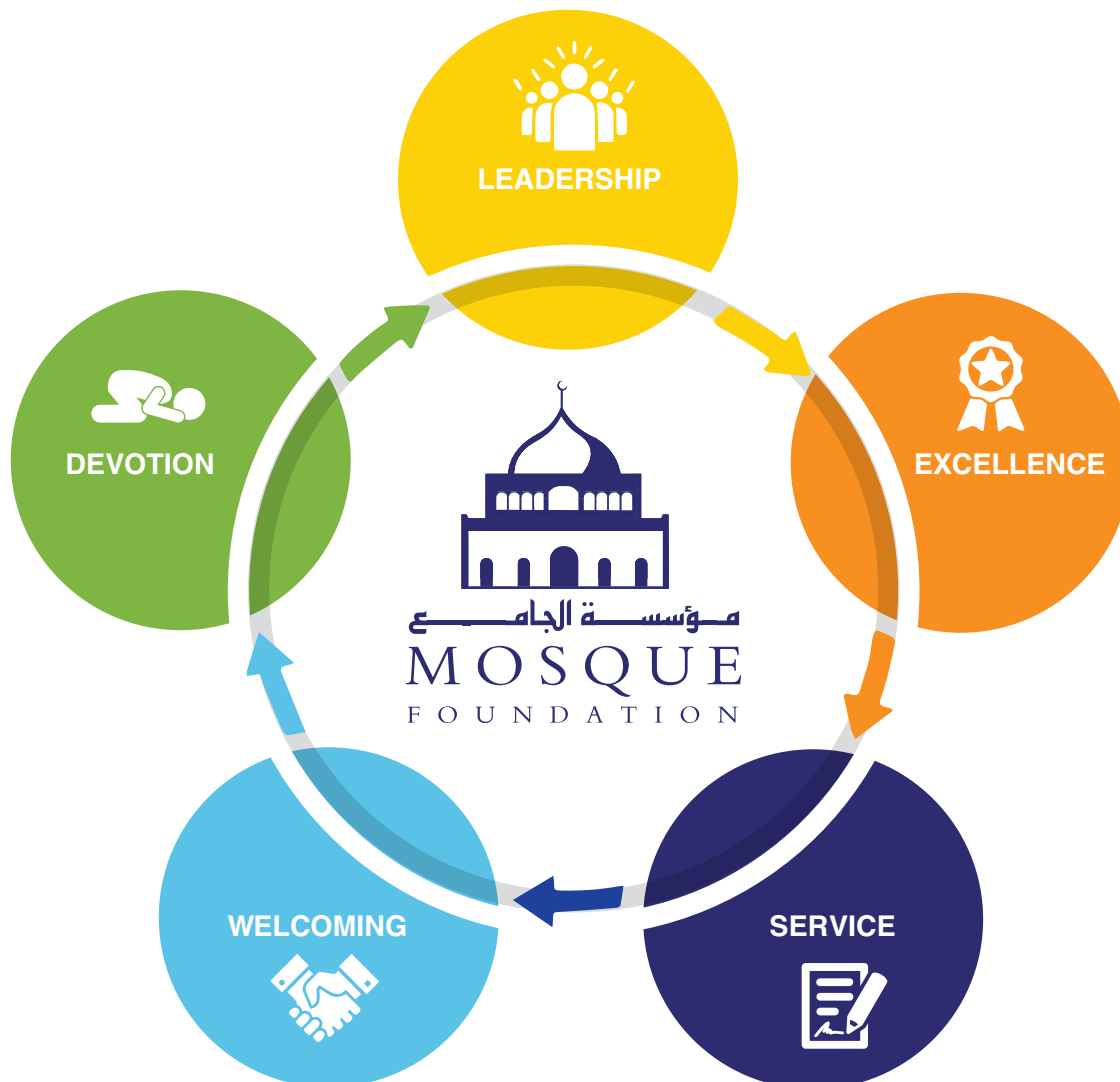 LEADERSHIP
DEVOTION
EXCELLENCE
مؤسسة الجامع
MOSQUE
FOUNDATION
WELCOMING
SERVICE